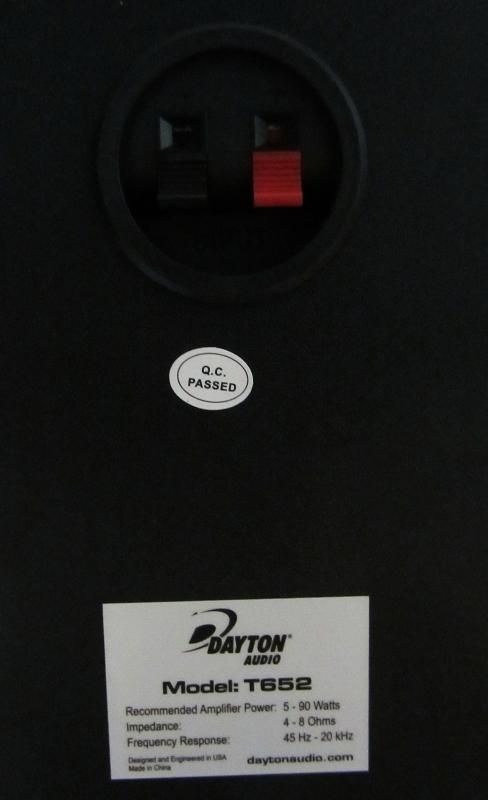 Q.C.
PASSED
DAYTON®
AUDIO
Model: T652
Recommended Amplifier Power: 5 - 90 Watts
Impedance: 4 - 8 Ohms
Frequency Response: 45 Hz - 20 kHz
Designed and Engineered in USA
Made in China
daytonaudio.com